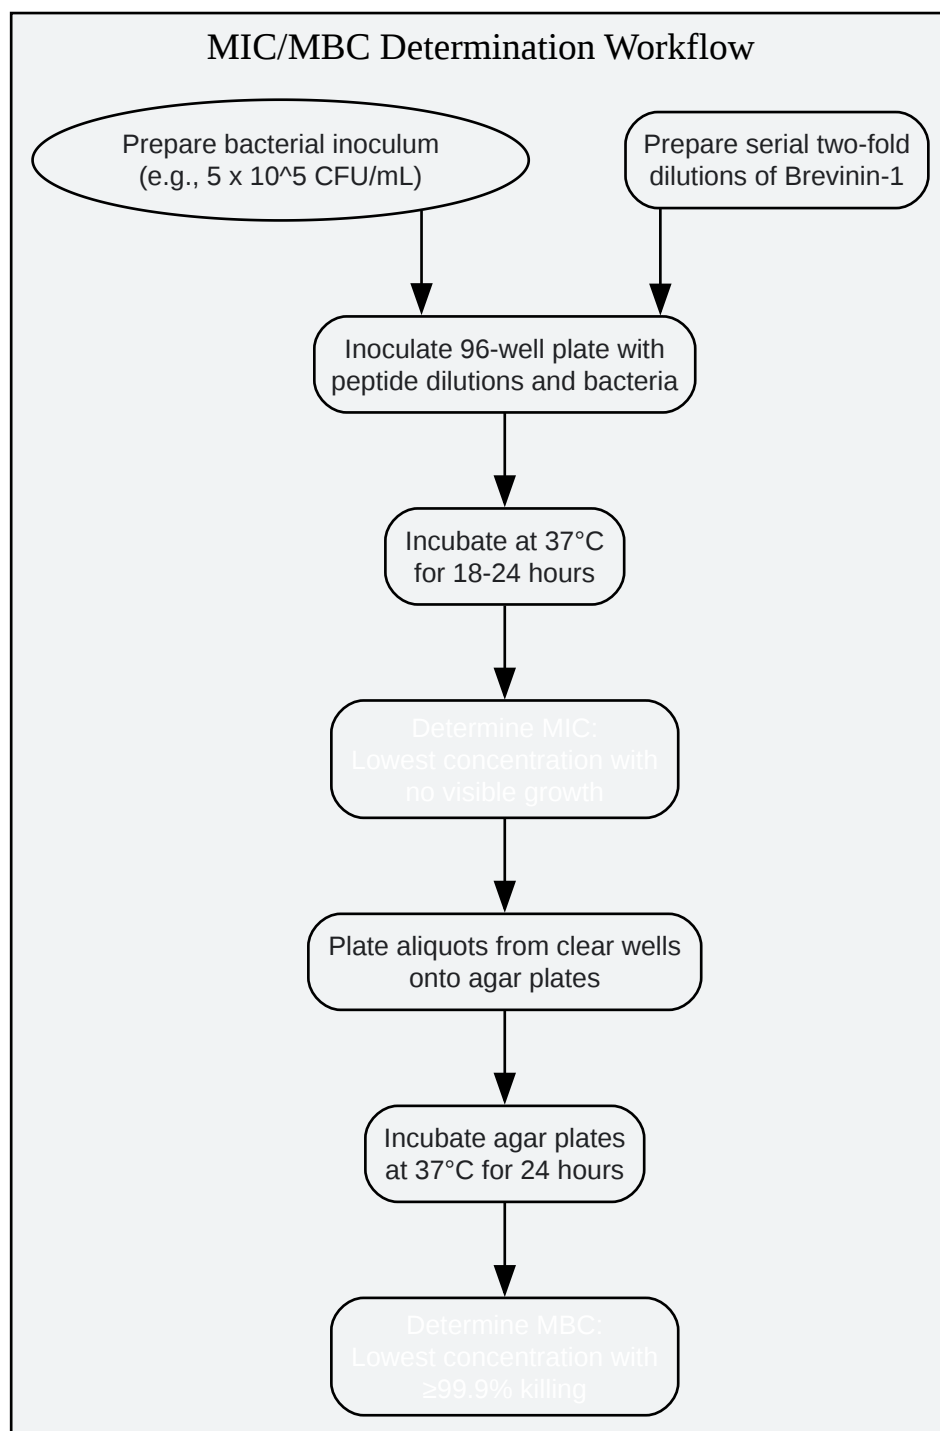 MIC/MBC Determination Workflow
Prepare bacterial inoculum
(e.g., 5 x 10^5 CFU/mL)
Prepare serial two-fold
dilutions of Brevinin-1
Inoculate 96-well plate with
peptide dilutions and bacteria
Incubate at 37°C
for 18-24 hours
Determine MIC:
Lowest concentration with
no visible growth
Plate aliquots from clear wells
onto agar plates
Incubate agar plates
at 37°C for 24 hours
Determine MBC:
Lowest concentration with
≥99.9% killing